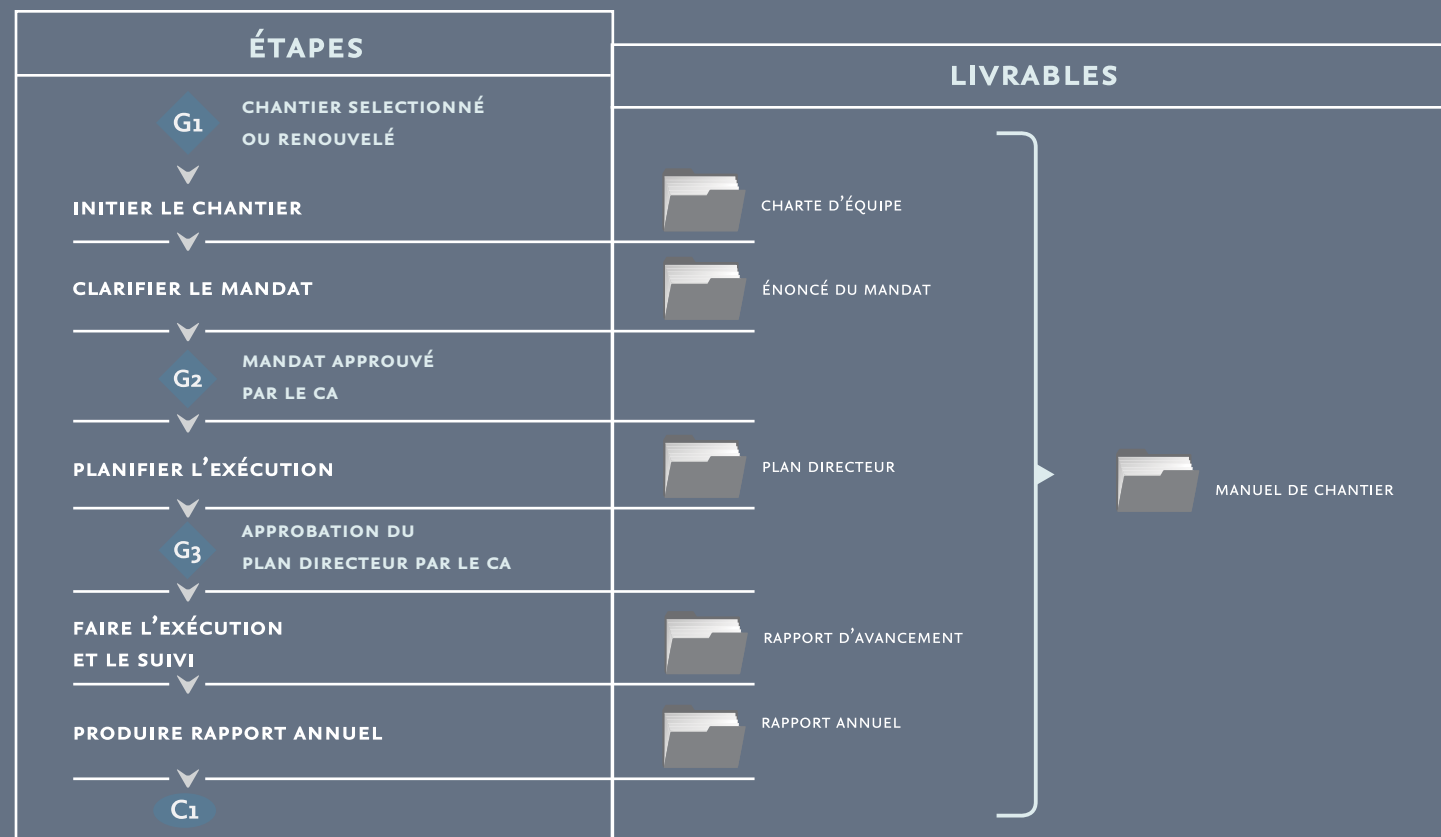 ÉTAPES
LIVRABLES
G1
CHANTIER SELECTIONNÉ
OU RENOUVELÉ
INITIER LE CHANTIER
CHARTE D'ÉQUIPE
CLARIFIER LE MANDAT
ÉNONCÉ DU MANDAT
G2
MANDAT APPROUVÉ
PAR LE CA
PLANIFIER L'EXÉCUTION
PLAN DIRECTEUR
MANUEL DE CHANTIER
G3
APPROBATION DU
PLAN DIRECTEUR PAR LE CA
FAIRE L'EXÉCUTION
ET LE SUIVI
RAPPORT D'AVANCEMENT
PRODUIRE RAPPORT ANNUEL
RAPPORT ANNUEL
C1